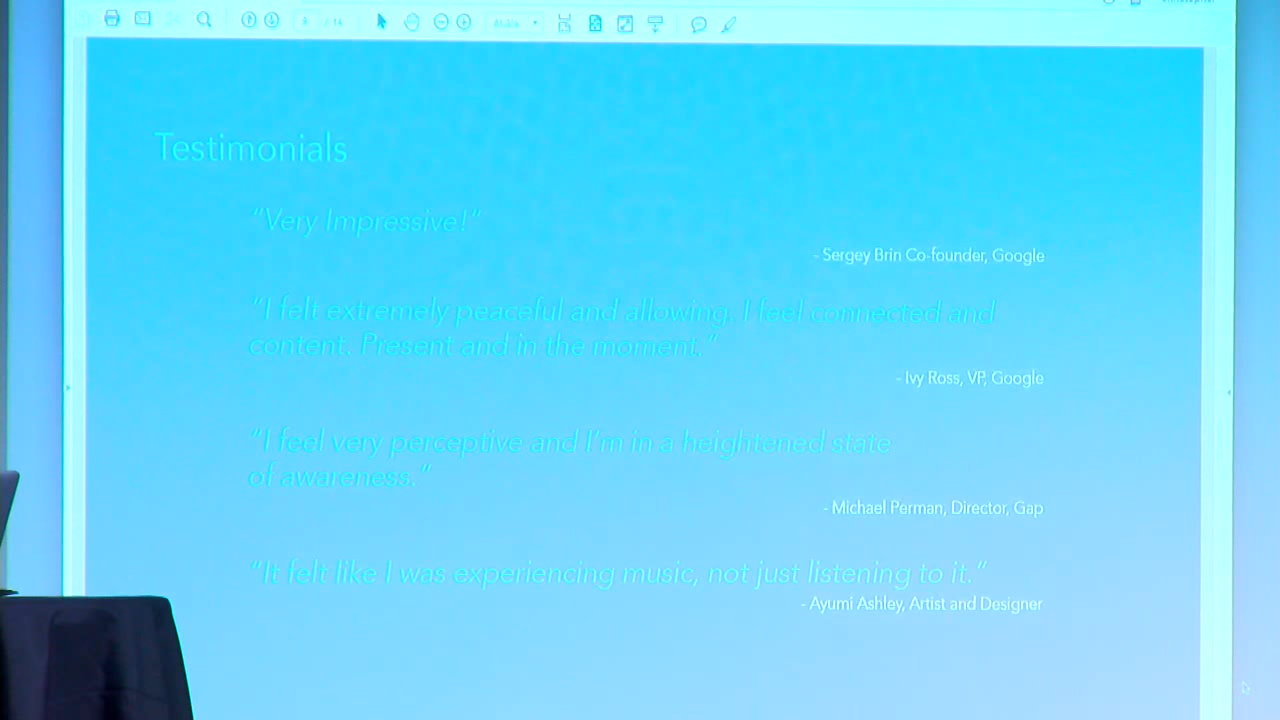 / 14
Testimonials
"Very Impressive!"
- Sergey Brin Co-founder, Google
"I felt extremely peaceful and allowing. I feel connected and
content. Present and in the moment."
- Ivy Ross, VP, Google
"I feel very perceptive and I'm in a heightened state
of awareness."
- Michael Perman, Director, Gap
"It felt like I was experiencing music, not just listening to it."
- Ayumi Ashley, Artist and Designer